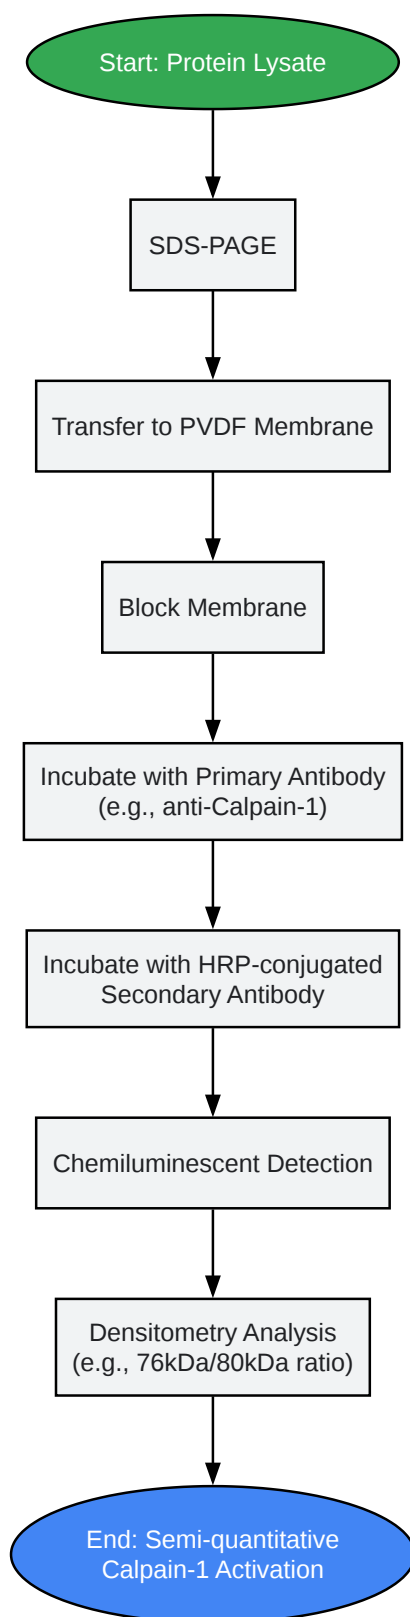 Start: Protein Lysate
SDS-PAGE
Transfer to PVDF Membrane
Block Membrane
Incubate with Primary Antibody
(e.g., anti-Calpain-1)
Incubate with HRP-conjugated
Secondary Antibody
Chemiluminescent Detection
Densitometry Analysis
(e.g., 76kDa/80kDa ratio)
End: Semi-quantitative
Calpain-1 Activation